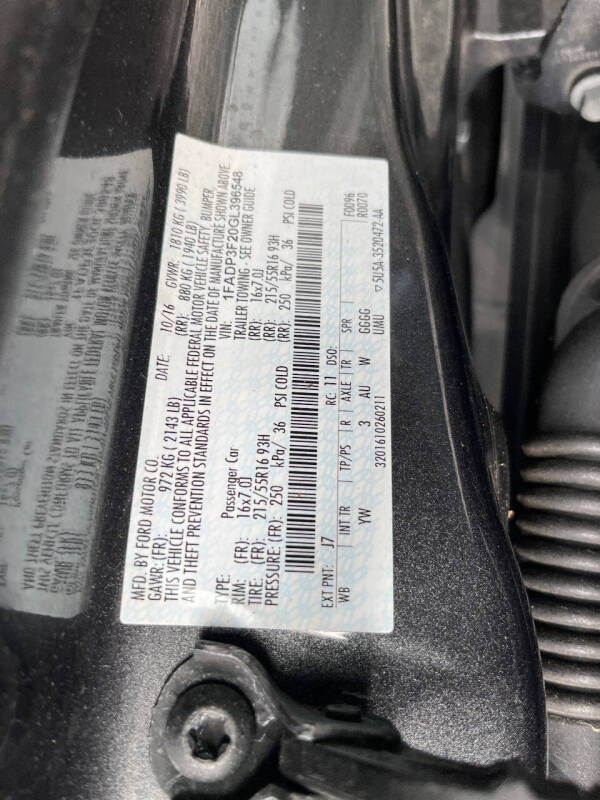 MFD. BY FORD MOTOR CO. DATE: 10/16 GVWR: 1810 KG ( 3990 LB)
GAWR: (FR): 972 KG ( 2143 LB) (RR): 880 KG ( 1940 LB)
THIS VEHICLE CONFORMS TO ALL APPLICABLE FEDERAL MOTOR VEHICLE SAFETY, BUMPER,
AND THEFT PREVENTION STANDARDS IN EFFECT ON THE DATE OF MANUFACTURE SHOWN ABOVE.
VIN: 1FADP3F20GL396548
TYPE: Passenger Car TRAILER TOWING - SEE OWNER GUIDE
RIM: (FR): 16x7.0J (RR): 16x7.0J
TIRE: (FR): 215/55R16 93H (RR): 215/55R16 93H
PRESSURE: (FR): 250 kPa/ 36 PSI COLD (RR): 250 kPa/ 36 PSI COLD
EXT PNT: J7 RC: 11 DSO: F0096
R0070
WB INT TR TP/PS R AXLE TR SPR
YW 3 AU W GGGG
3201610260211 UMU ▽5U5A-3520472-AA